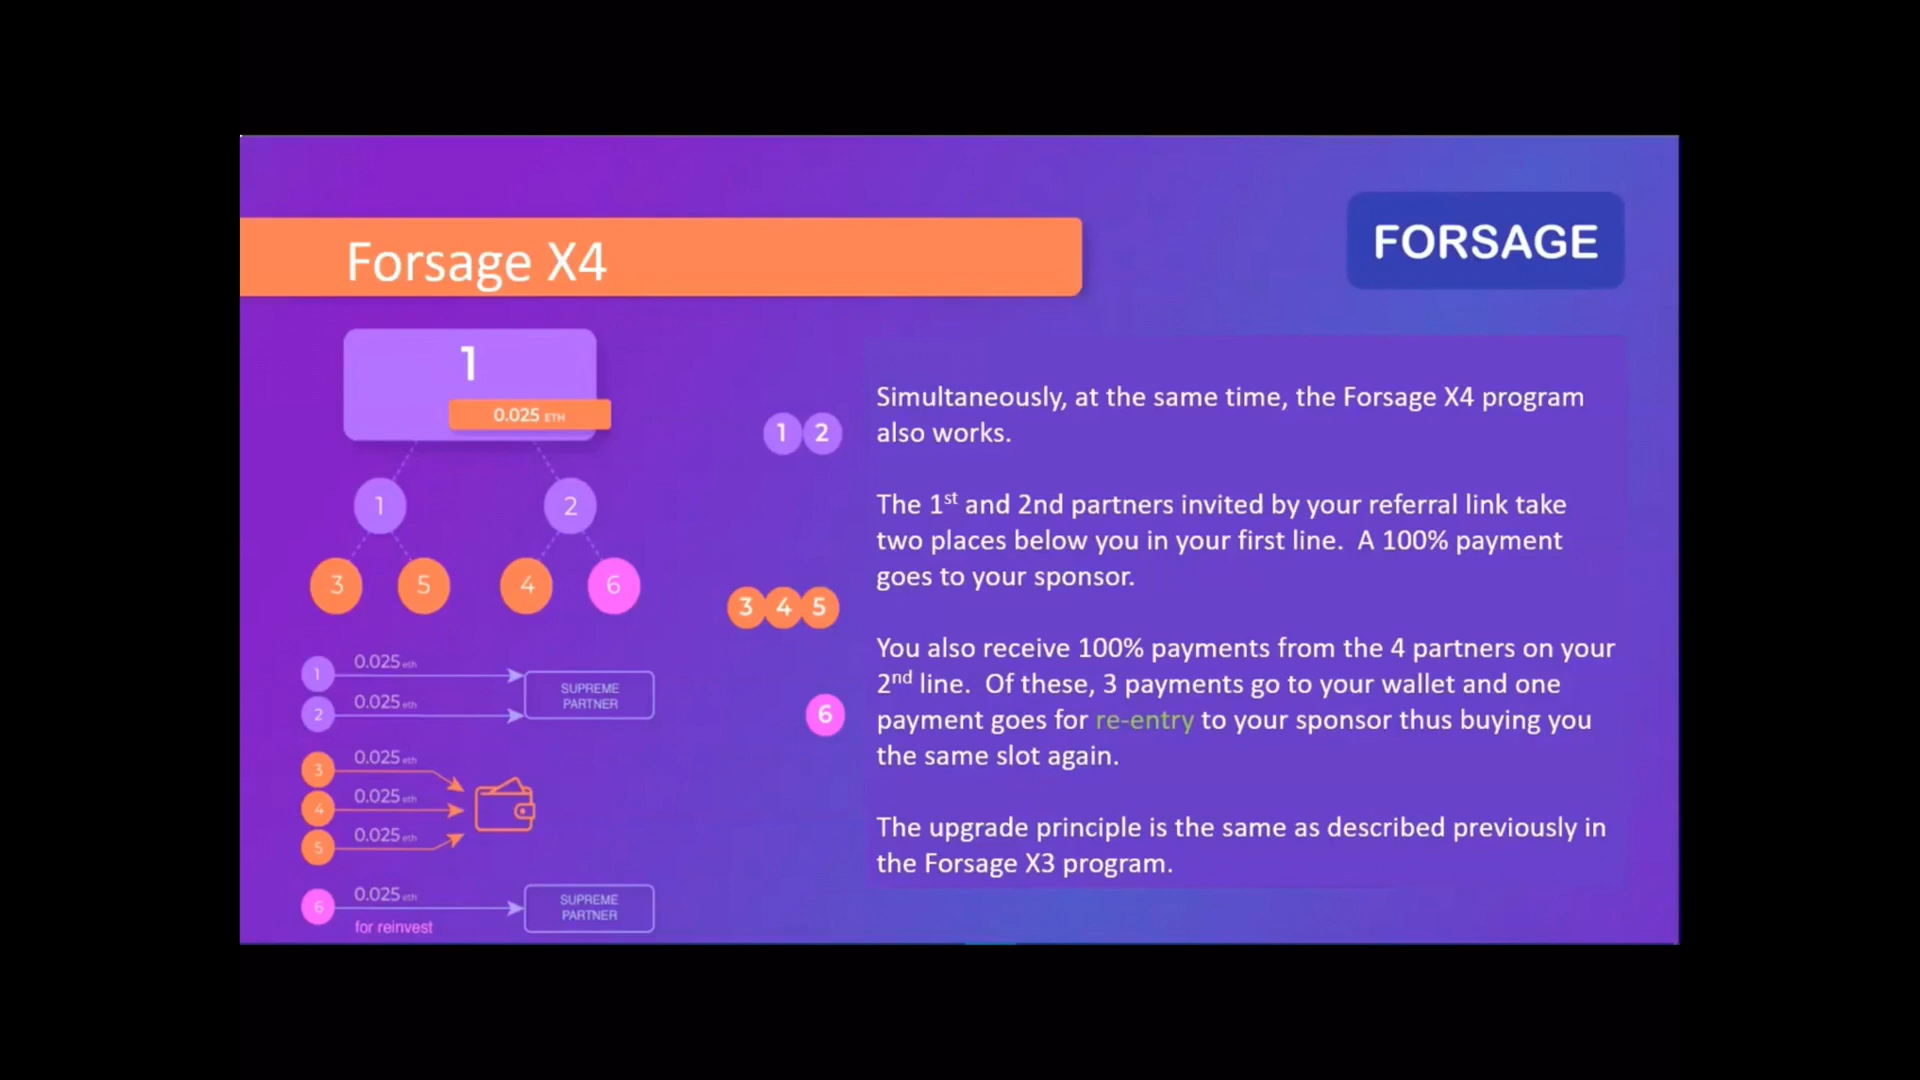 FORSAGE
Forsage X4
1
0.025 ETH
1 2
3 5 4 6
1 0.025 eth
2 0.025 eth
SUPREME
PARTNER
3 0.025 eth
4 0.025 eth
5 0.025 eth
6 0.025 eth
for reinvest
SUPREME
PARTNER
1 2
3 4 5
6
Simultaneously, at the same time, the Forsage X4 program
also works.
The 1st and 2nd partners invited by your referral link take
two places below you in your first line. A 100% payment
goes to your sponsor.
You also receive 100% payments from the 4 partners on your
2nd line. Of these, 3 payments go to your wallet and one
payment goes for re-entry to your sponsor thus buying you
the same slot again.
The upgrade principle is the same as described previously in
the Forsage X3 program.